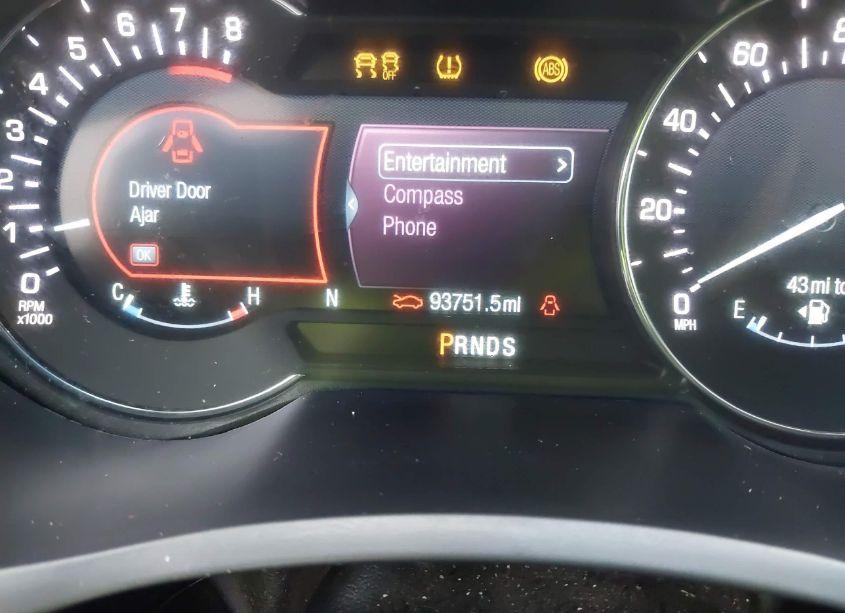 8
7
6
5
4
3
2
1
0
RPM
x1000
OFF
ABS
Driver Door
Ajar
OK
C
H
Entertainment >
Compass
Phone
N
93751.5mi
PRNDS
60
40
20
0
MPH
43mi to
E